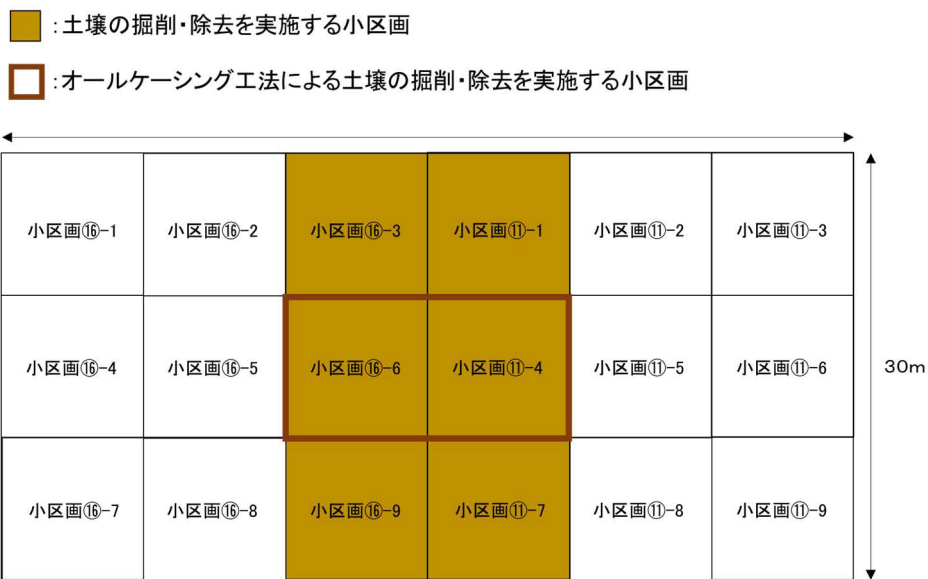 ：土壌の掘削・除去を実施する小区画
：オールケーシング工法による土壌の掘削・除去を実施する小区画
小区画⑯-1 小区画⑯-2 小区画⑯-3 小区画⑪-1 小区画⑪-2 小区画⑪-3
小区画⑯-4 小区画⑯-5 小区画⑯-6 小区画⑪-4 小区画⑪-5 小区画⑪-6
30m
小区画⑯-7 小区画⑯-8 小区画⑯-9 小区画⑪-7 小区画⑪-8 小区画⑪-9